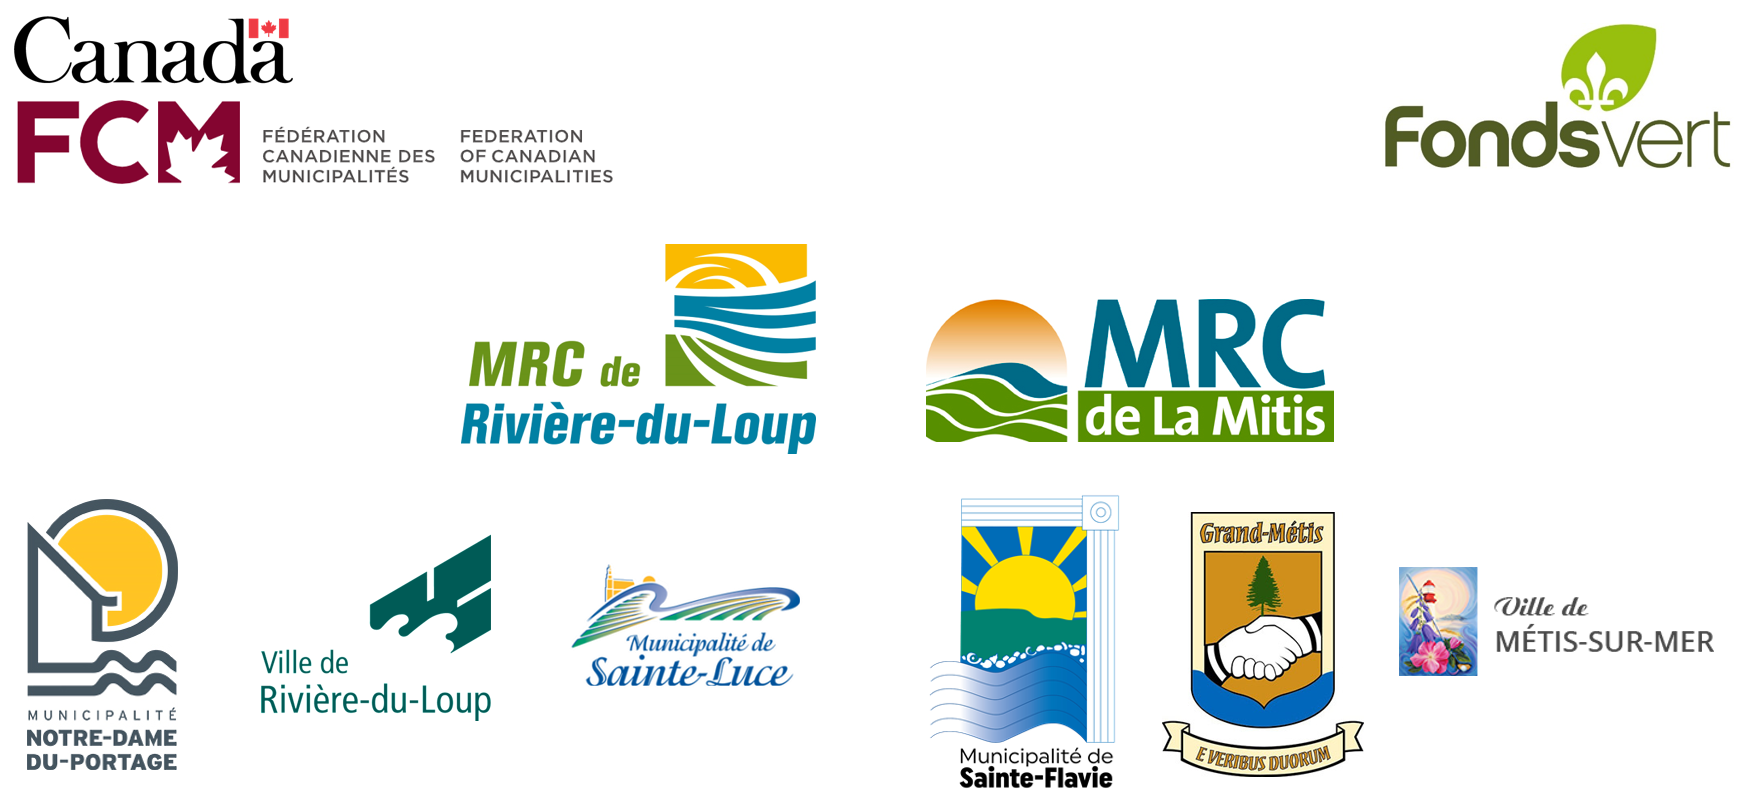 Canada
FCM
FÉDÉRATION
CANADIENNE DES
MUNICIPALITÉS
FEDERATION
OF CANADIAN
MUNICIPALITIES
Fondsvert
MRC de
Rivière-du-Loup
MRC
de La Mitis
MUNICIPALITÉ
NOTRE-DAME
DU-PORTAGE
Ville de
Rivière-du-Loup
Municipalité de
Sainte-Luce
Municipalité de
Sainte-Flavie
Grand-Métis
E VERIBUS DUORUM
Ville de
MÉTIS-SUR-MER